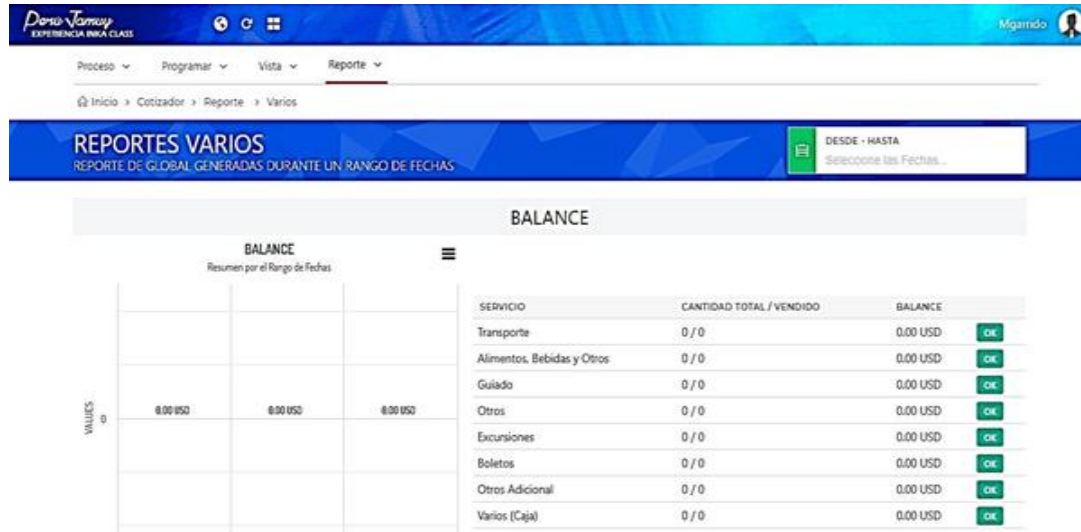 EXPERIENCIA INKA CLASS
Mgarrido
Proceso
Programar
Vista
Reporte
Inicio > Cotizador > Reporte > Varios
REPORTES VARIOS
REPORTE DE GLOBAL GENERADAS DURANTE UN RANGO DE FECHAS
DESDE - HASTA
Seleccione las Fechas...
BALANCE
BALANCE
Resumen por el Rango de Fechas
VALUES
0
0.00 USD 0.00 USD 0.00 USD
SERVICIO CANTIDAD TOTAL / VENDIDO BALANCE
Transporte 0 / 0 0.00 USD OK
Alimentos, Bebidas y Otros 0 / 0 0.00 USD OK
Guiado 0 / 0 0.00 USD OK
Otros 0 / 0 0.00 USD OK
Excursiones 0 / 0 0.00 USD OK
Boletos 0 / 0 0.00 USD OK
Otros Adicional 0 / 0 0.00 USD OK
Varios (Caja) 0 / 0 0.00 USD OK